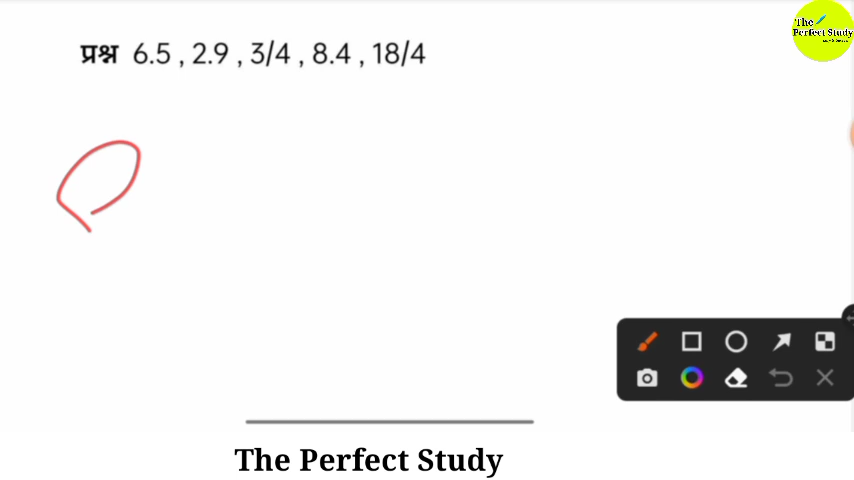 The
Perfect Study
प्रश्न 6.5 , 2.9 , 3/4 , 8.4 , 18/4
The Perfect Study